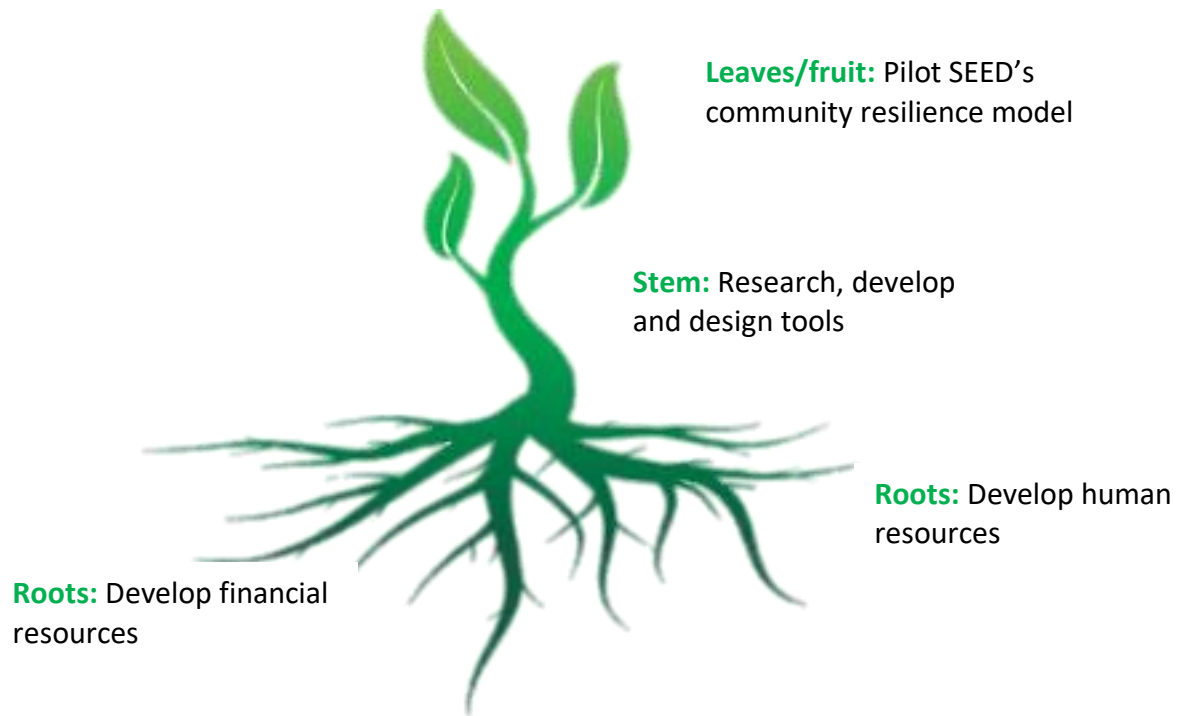 Leaves/fruit: Pilot SEED’s
community resilience model
Stem: Research, develop
and design tools
Roots: Develop human
resources
Roots: Develop financial
resources